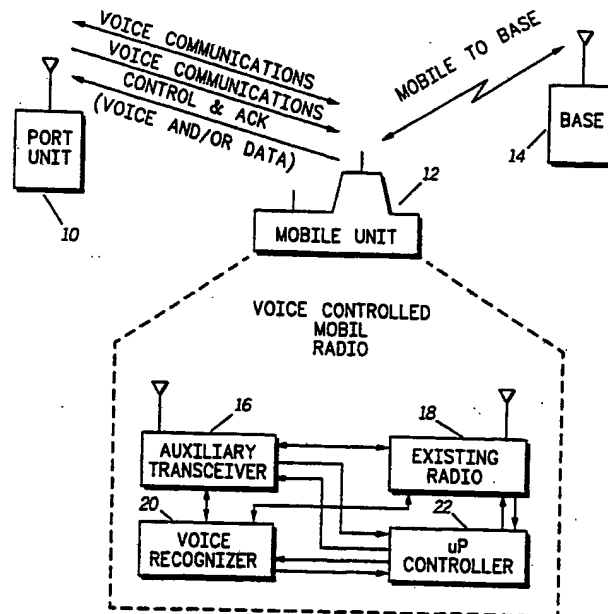 VOICE COMMUNICATIONS
VOICE COMMUNICATIONS
CONTROL & ACK
(VOICE AND/OR DATA)
MOBILE TO BASE
PORT
UNIT
10
BASE
14
12
MOBILE UNIT
VOICE CONTROLLED
MOBIL
RADIO
16
AUXILIARY
TRANSCEIVER
18
EXISTING
RADIO
20
VOICE
RECOGNIZER
22
uP
CONTROLLER